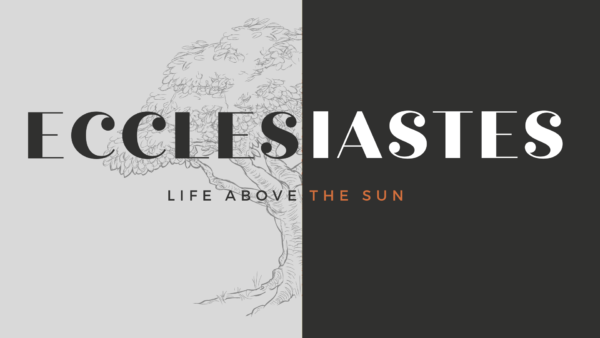 ECCLESIASTES
LIFE ABOVE THE SUN